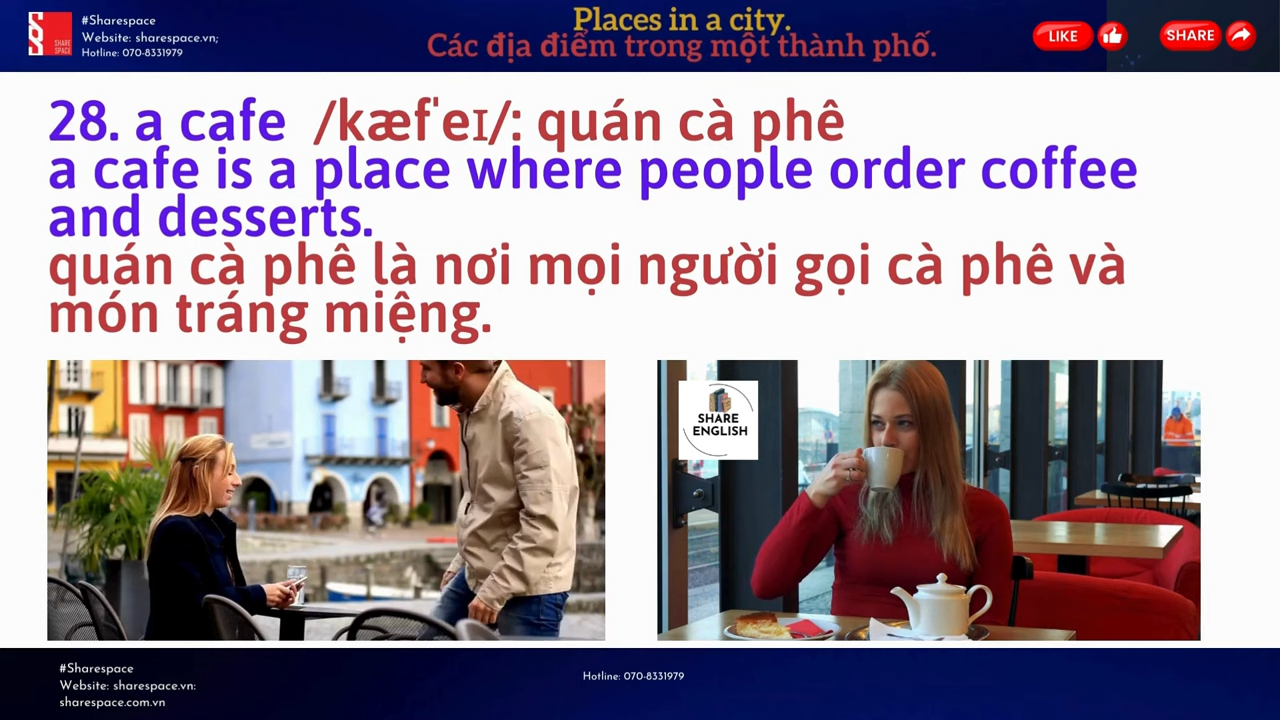 SHARE
SPACE
#Sharespace
Website: sharespace.vn;
Hotline: 070-8331979
Places in a city.
Các địa điểm trong một thành phố.
LIKE
SHARE
28. a cafe /kæfˈeɪ/: quán cà phê
a cafe is a place where people order coffee
and desserts.
quán cà phê là nơi mọi người gọi cà phê và
món tráng miệng.
SHARE
ENGLISH
#Sharespace
Website: sharespace.vn:
sharespace.com.vn
Hotline: 070-8331979